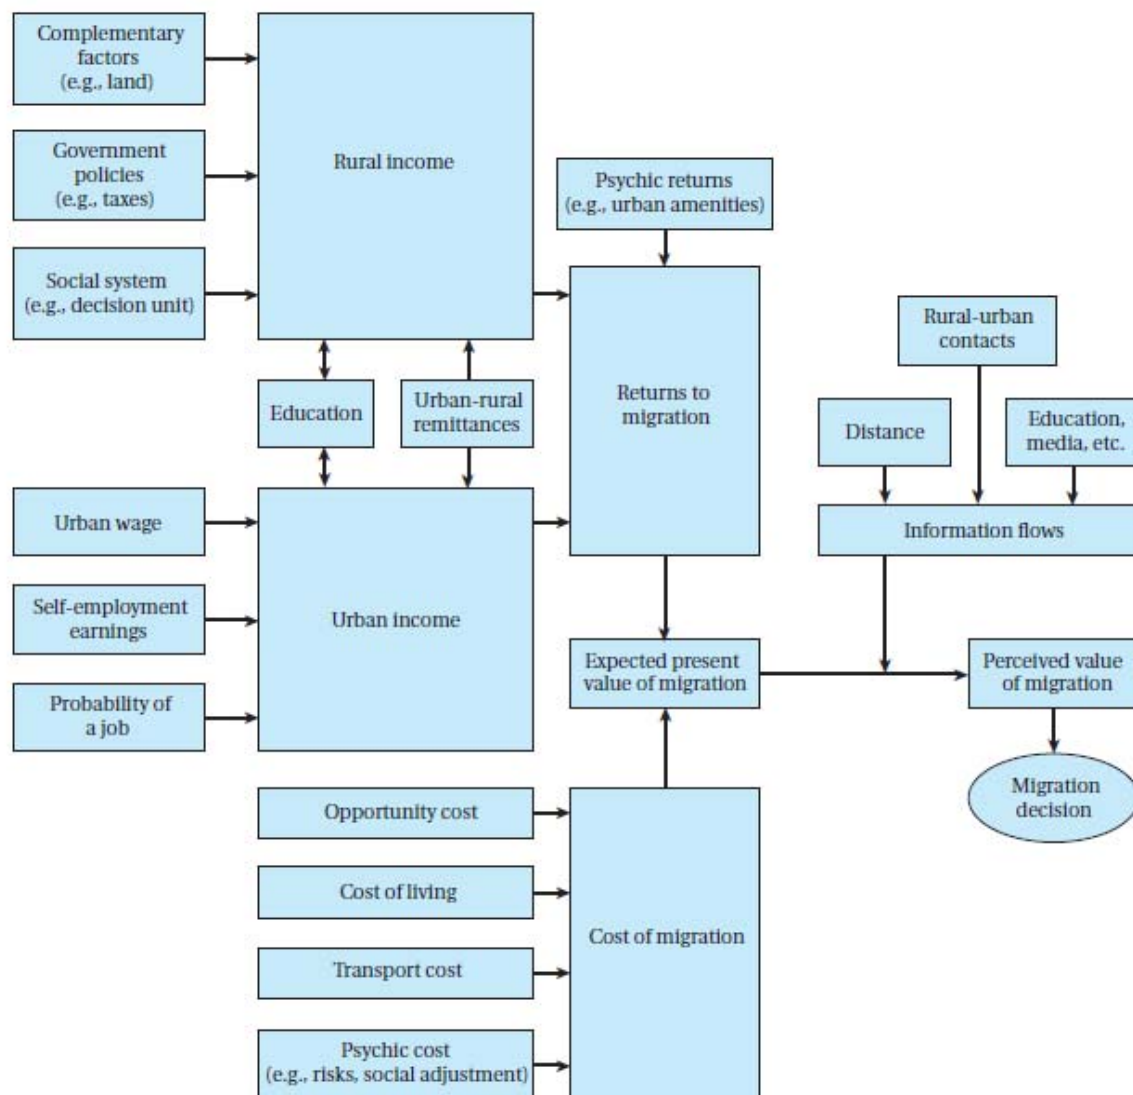 Complementary
factors
(e.g., land)
Government
policies
(e.g., taxes)
Social system
(e.g., decision unit)
Rural income
Psychic returns
(e.g., urban amenities)
Education
Urban-rural
remittances
Returns to
migration
Rural-urban
contacts
Distance
Education,
media, etc.
Information flows
Urban wage
Self-employment
earnings
Probability of
a job
Urban income
Expected present
value of migration
Perceived value
of migration
Migration
decision
Opportunity cost
Cost of living
Transport cost
Psychic cost
(e.g., risks, social adjustment)
Cost of migration